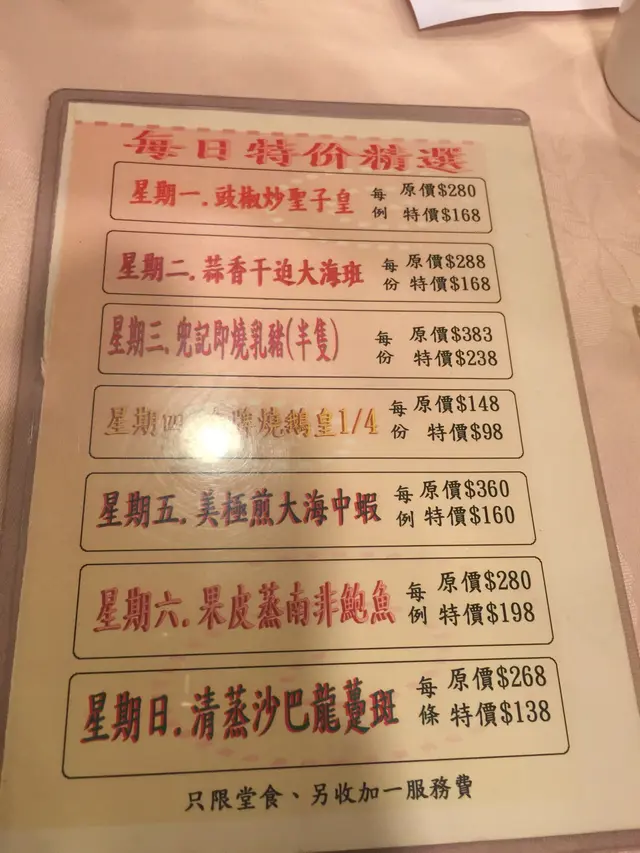 每日特价精選
星期一.豉椒炒聖子皇 每例 原價$280 特價$168
星期二.蒜香干迫大海斑 每份 原價$288 特價$168
星期三.兜記即燒乳豬(半隻) 每份 原價$383 特價$238
星期四 燒鵝皇1/4 每份 原價$148 特價$98
星期五.美極煎大海中蝦 每例 原價$360 特價$160
星期六.果皮蒸南非鮑魚 每例 原價$280 特價$198
星期日.清蒸沙巴龍躉斑 每條 原價$268 特價$138
只限堂食、另收加一服務費